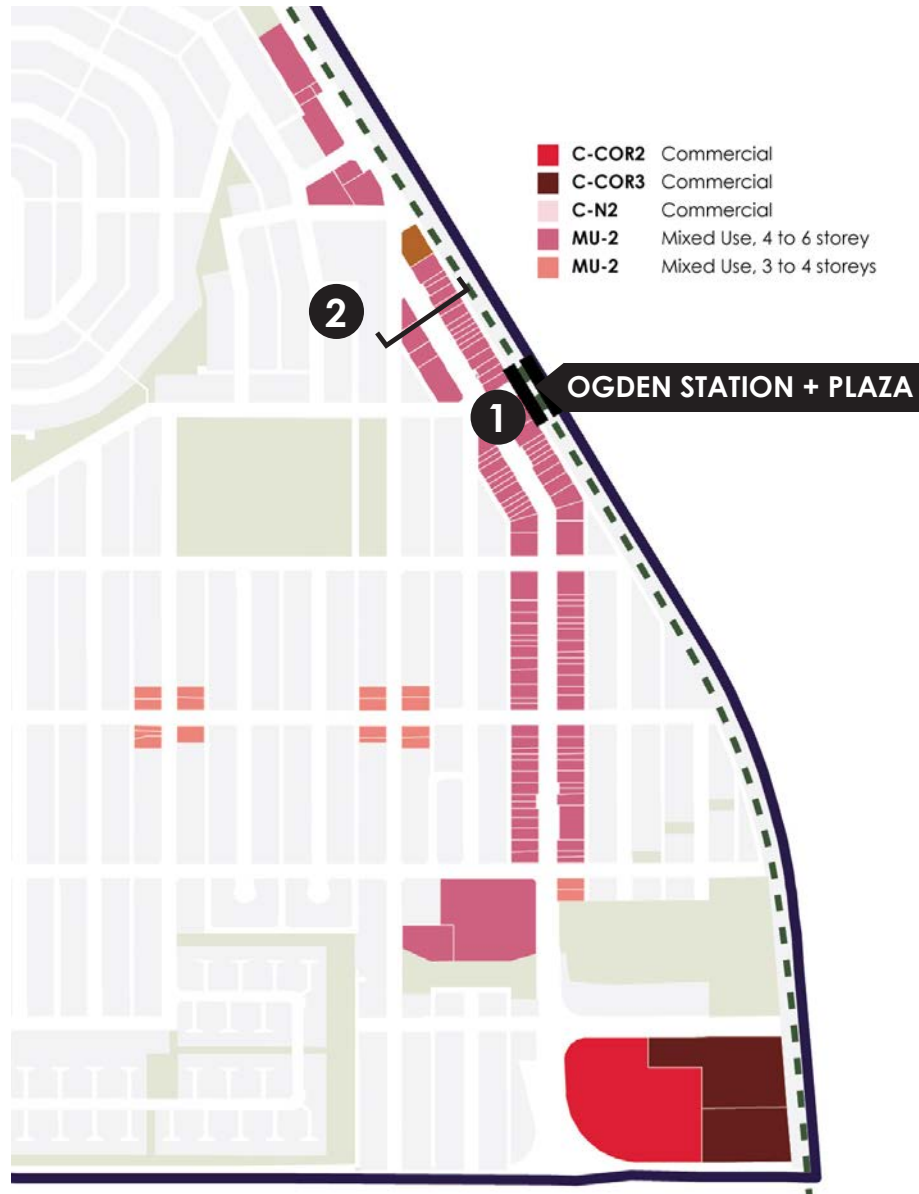 C-COR2 Commercial
C-COR3 Commercial
C-N2 Commercial
MU-2 Mixed Use, 4 to 6 storey
MU-2 Mixed Use, 3 to 4 storeys
2
OGDEN STATION + PLAZA
1